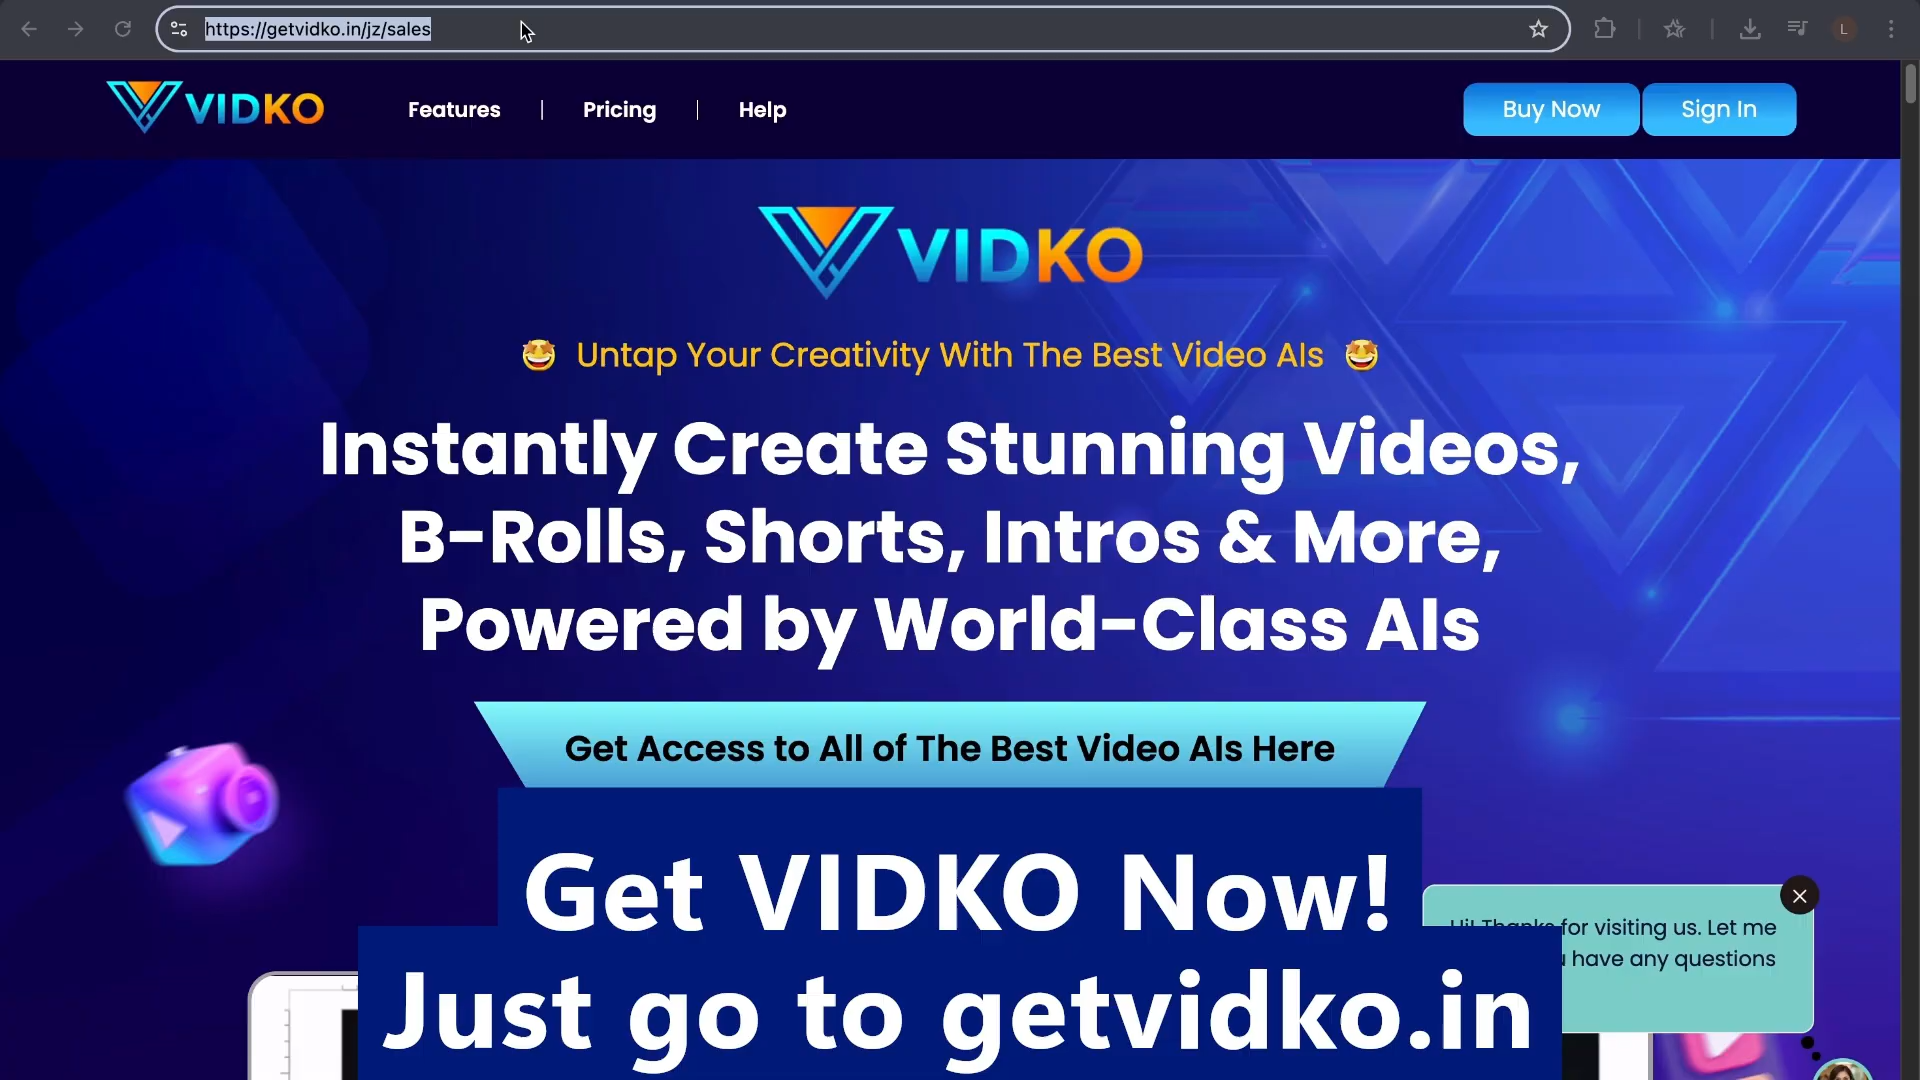 https://getvidko.in/jz/sales
L
VIDKO
Features | Pricing | Help
Buy Now
Sign In
VIDKO
🤩 Untap Your Creativity With The Best Video AIs 🤩
Instantly Create Stunning Videos,
B-Rolls, Shorts, Intros & More,
Powered by World-Class AIs
Get Access to All of The Best Video AIs Here
Get VIDKO Now!
Just go to getvidko.in
Hi! Thanks for visiting us. Let me
have any questions